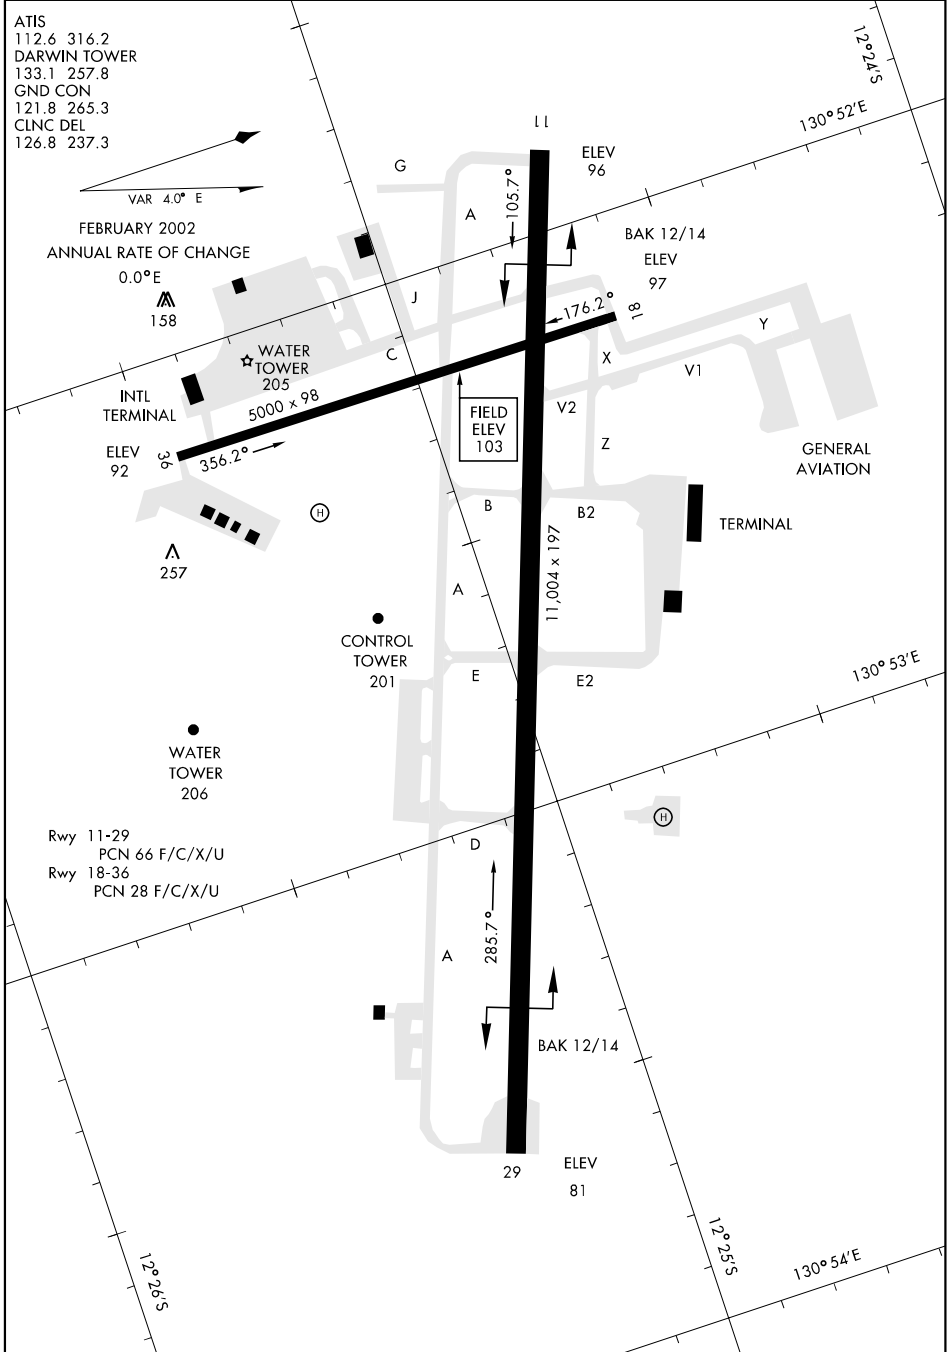 ATIS
112.6 316.2
DARWIN TOWER
133.1 257.8
GND CON
121.8 265.3
CLNC DEL
126.8 237.3
VAR 4.0° E
FEBRUARY 2002
ANNUAL RATE OF CHANGE
0.0°E
158
12°24'S
130°52'E
11
ELEV
96
G
A
105.7°
BAK 12/14
ELEV
97
J
176.2°
18
Y
C
X
V1
WATER
TOWER
205
INTL
TERMINAL
5000 x 98
FIELD
ELEV
103
V2
Z
GENERAL
AVIATION
ELEV
92
36
356.2°
H
B
B2
TERMINAL
257
11,004 x 197
A
CONTROL
TOWER
201
E
E2
130°53'E
WATER
TOWER
206
H
Rwy 11-29
PCN 66 F/C/X/U
Rwy 18-36
PCN 28 F/C/X/U
D
285.7°
A
BAK 12/14
29
ELEV
81
12°26'S
12°25'S
130°54'E